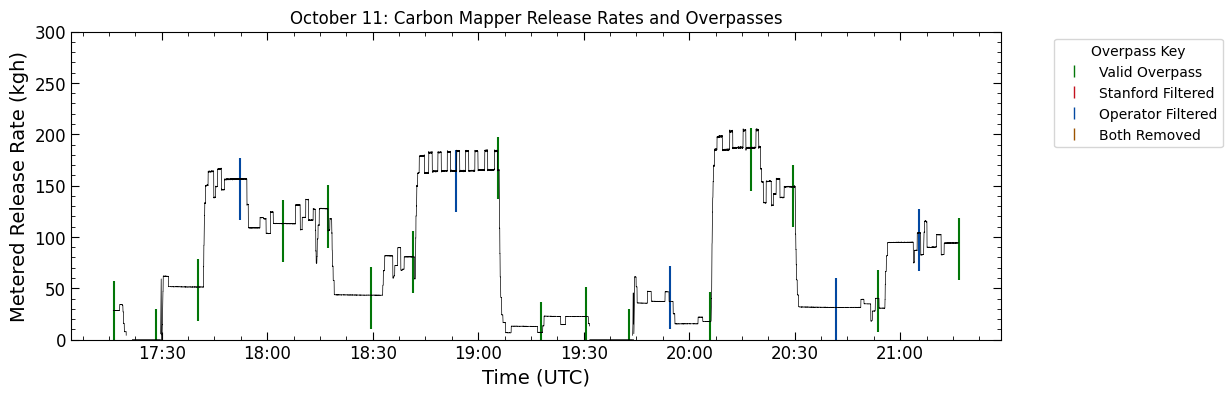 October 11: Carbon Mapper Release Rates and Overpasses
Metered Release Rate (kgh)
300
250
200
150
100
50
0
17:30 18:00 18:30 19:00 19:30 20:00 20:30 21:00
Time (UTC)
Overpass Key
Valid Overpass
Stanford Filtered
Operator Filtered
Both Removed